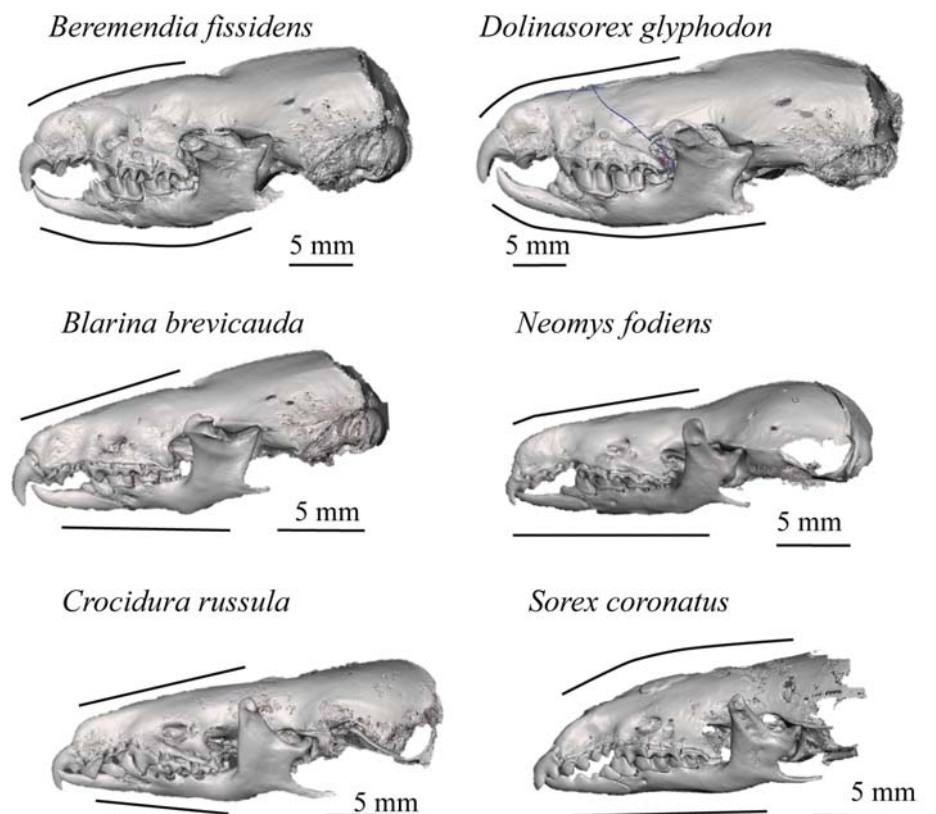 Beremendia fissidens
Dolinasorex glyphodon
5 mm
5 mm
Blarina brevicauda
Neomys fodiens
5 mm
5 mm
Crocidura russula
Sorex coronatus
5 mm
5 mm